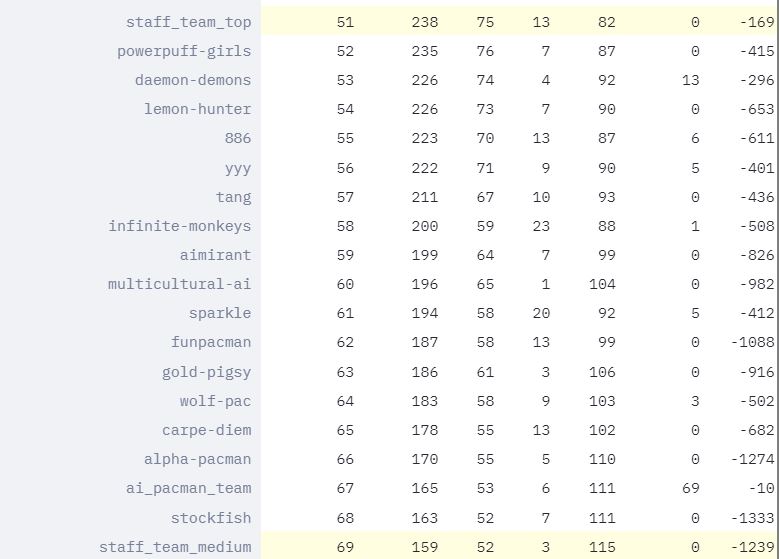 staff_team_top 51 238 75 13 82 0 -169
powerpuff-girls 52 235 76 7 87 0 -415
daemon-demons 53 226 74 4 92 13 -296
lemon-hunter 54 226 73 7 90 0 -653
886 55 223 70 13 87 6 -611
yyy 56 222 71 9 90 5 -401
tang 57 211 67 10 93 0 -436
infinite-monkeys 58 200 59 23 88 1 -508
aimirant 59 199 64 7 99 0 -826
multicultural-ai 60 196 65 1 104 0 -982
sparkle 61 194 58 20 92 5 -412
funpacman 62 187 58 13 99 0 -1088
gold-pigsy 63 186 61 3 106 0 -916
wolf-pac 64 183 58 9 103 3 -502
carpe-diem 65 178 55 13 102 0 -682
alpha-pacman 66 170 55 5 110 0 -1274
ai_pacman_team 67 165 53 6 111 69 -10
stockfish 68 163 52 7 111 0 -1333
staff_team_medium 69 159 52 3 115 0 -1239